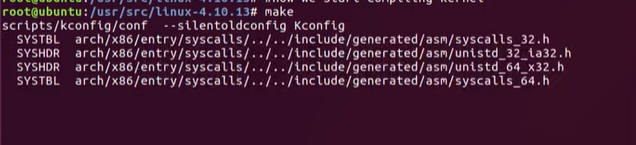 root@ubuntu:/usr/src/linux-4.10.13# #now we start compiling kernel
root@ubuntu:/usr/src/linux-4.10.13# make
scripts/kconfig/conf  --silentoldconfig Kconfig
  SYSTBL  arch/x86/entry/syscalls/../../include/generated/asm/syscalls_32.h
  SYSHDR  arch/x86/entry/syscalls/../../include/generated/asm/unistd_32_ia32.h
  SYSHDR  arch/x86/entry/syscalls/../../include/generated/asm/unistd_64_x32.h
  SYSTBL  arch/x86/entry/syscalls/../../include/generated/asm/syscalls_64.h